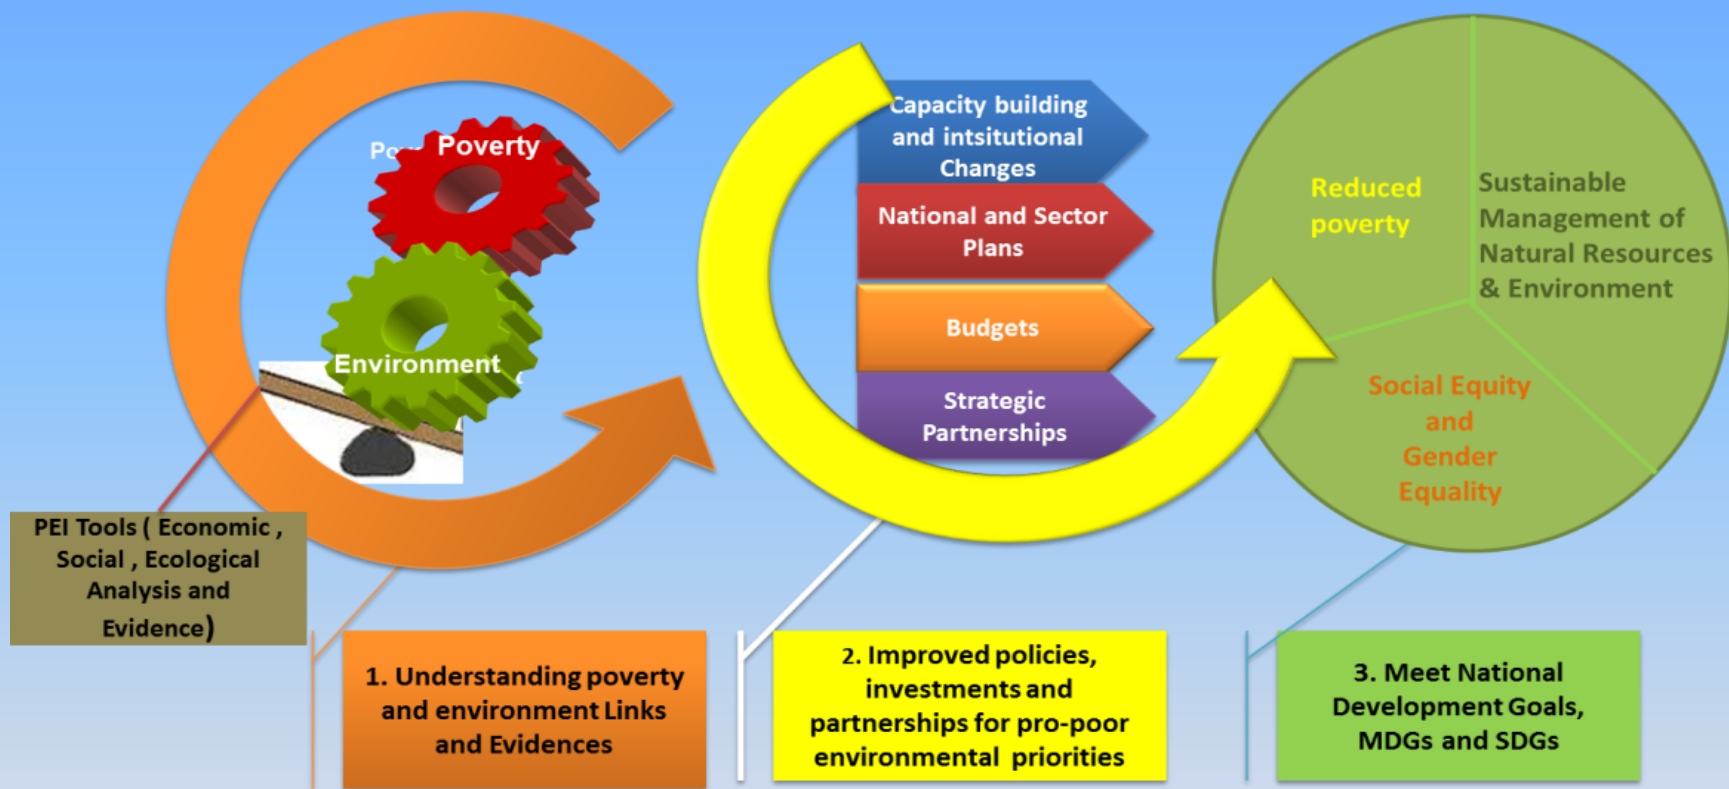 Poverty
Environment
PEI Tools ( Economic ,
Social , Ecological
Analysis and
Evidence)
1. Understanding poverty
and environment Links
and Evidences
Capacity building
and intsitutional
Changes
National and Sector
Plans
Budgets
Strategic
Partnerships
2. Improved policies,
investments and
partnerships for pro-poor
environmental priorities
Reduced
poverty
Sustainable
Management of
Natural Resources
& Environment
Social Equity
and
Gender
Equality
3. Meet National
Development Goals,
MDGs and SDGs